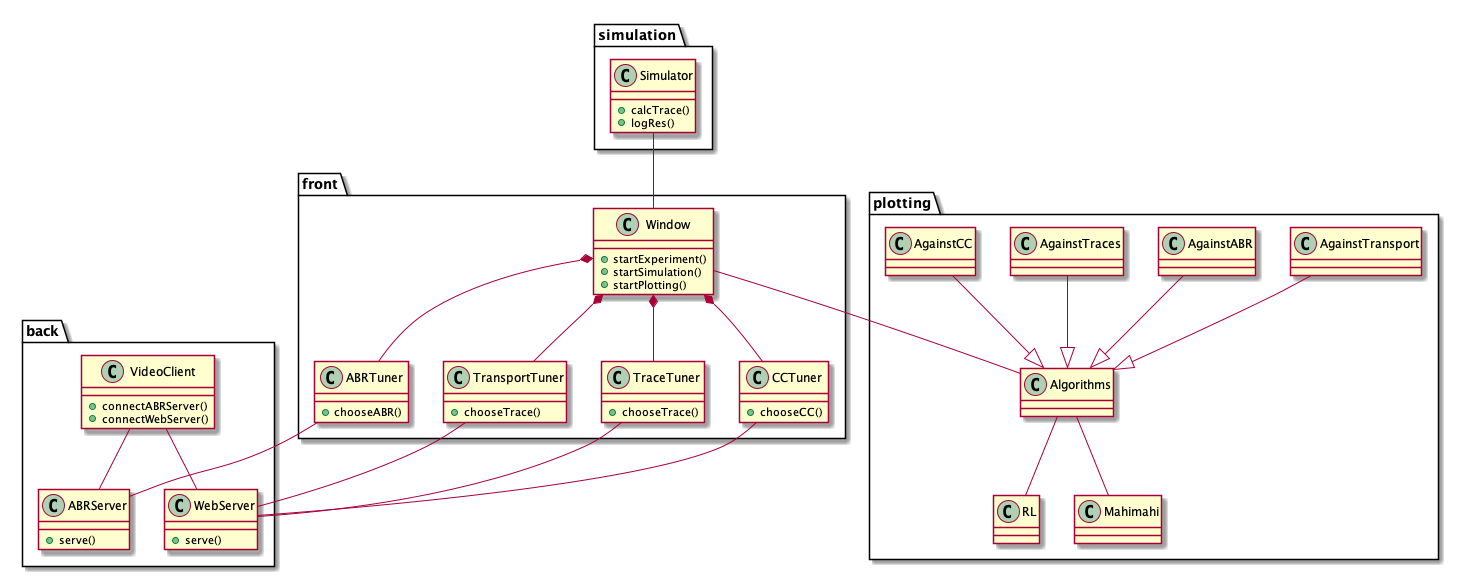 simulation
C Simulator
calcTrace()
logRes()
front
C Window
startExperiment()
startSimulation()
startPlotting()
C ABRTuner
chooseABR()
C TransportTuner
chooseTrace()
C TraceTuner
chooseTrace()
C CCTuner
chooseCC()
back
C VideoClient
connectABRServer()
connectWebServer()
C ABRServer
serve()
C WebServer
serve()
plotting
C AgainstCC
C AgainstTraces
C AgainstABR
C AgainstTransport
C Algorithms
C RL
C Mahimahi